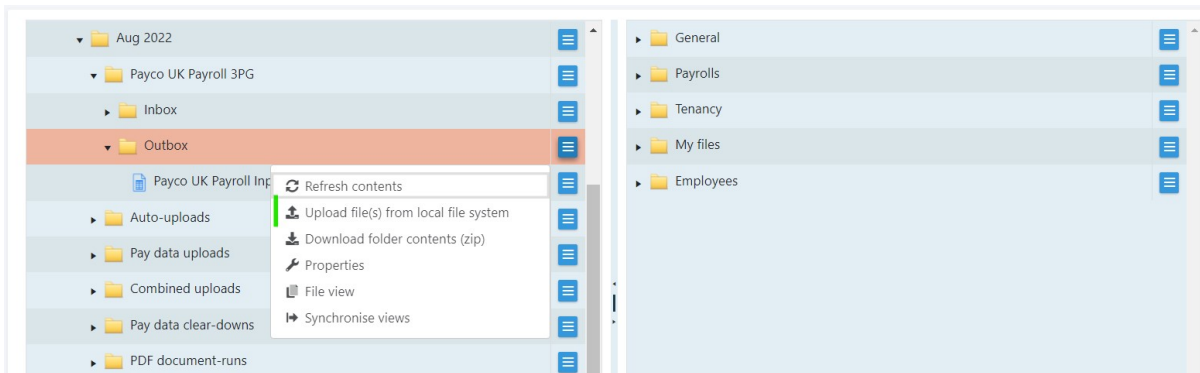 Aug 2022
Payco UK Payroll 3PG
Inbox
Outbox
Payco UK Payroll
Refresh contents
Upload file(s) from local file system
Download folder contents (zip)
Properties
File view
Synchronise views
Auto-uploads
Pay data uploads
Combined uploads
Pay data clear-downs
PDF document-runs
General
Payrolls
Tenancy
My files
Employees